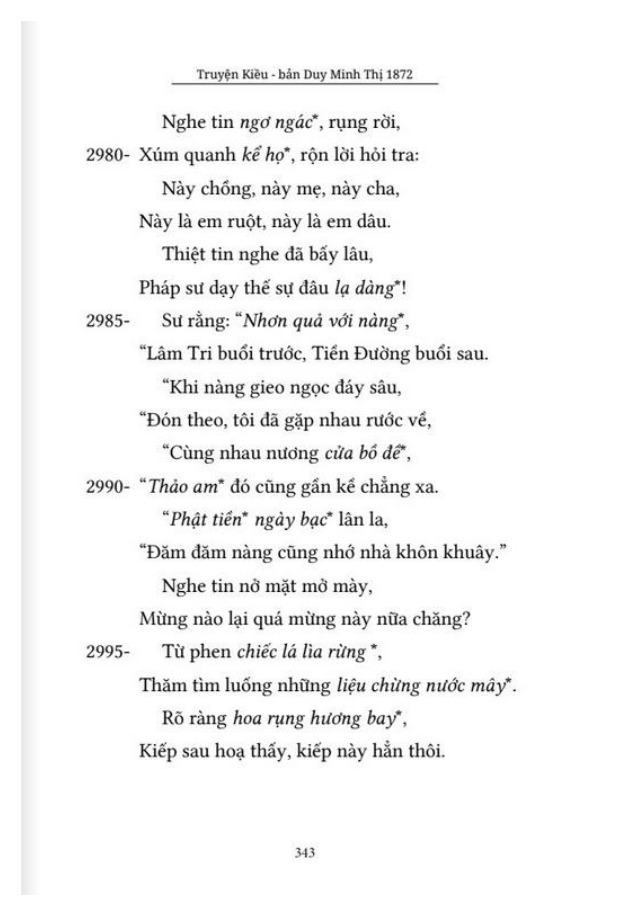 Truyện Kiều - bản Duy Minh Thị 1872
Nghe tin ngơ ngác*, rụng rời,
2980- Xúm quanh kể họ*, rộn lời hỏi tra:
Này chồng, này mẹ, này cha,
Này là em ruột, này là em dâu.
Thiệt tin nghe đã bấy lâu,
Pháp sư dạy thế sự đâu lạ dàng*!
2985- Sư rằng: “Nhơn quả với nàng*,
“Lâm Tri buổi trước, Tiền Đường buổi sau.
“Khi nàng gieo ngọc đáy sâu,
“Đón theo, tôi đã gặp nhau rước về,
“Cùng nhau nương cửa bồ đề*,
2990- “Thảo am* đó cũng gần kề chẳng xa.
“Phật tiền* ngày bạc* lân la,
“Đăm đăm nàng cũng nhớ nhà khôn khuây.”
Nghe tin nở mặt mở mày,
Mừng nào lại quá mừng này nữa chăng?
2995- Từ phen chiếc lá lìa rừng *,
Thăm tìm luống những liệu chừng nước mây*.
Rõ ràng hoa rụng hương bay*,
Kiếp sau hoạ thấy, kiếp này hẳn thôi.
343